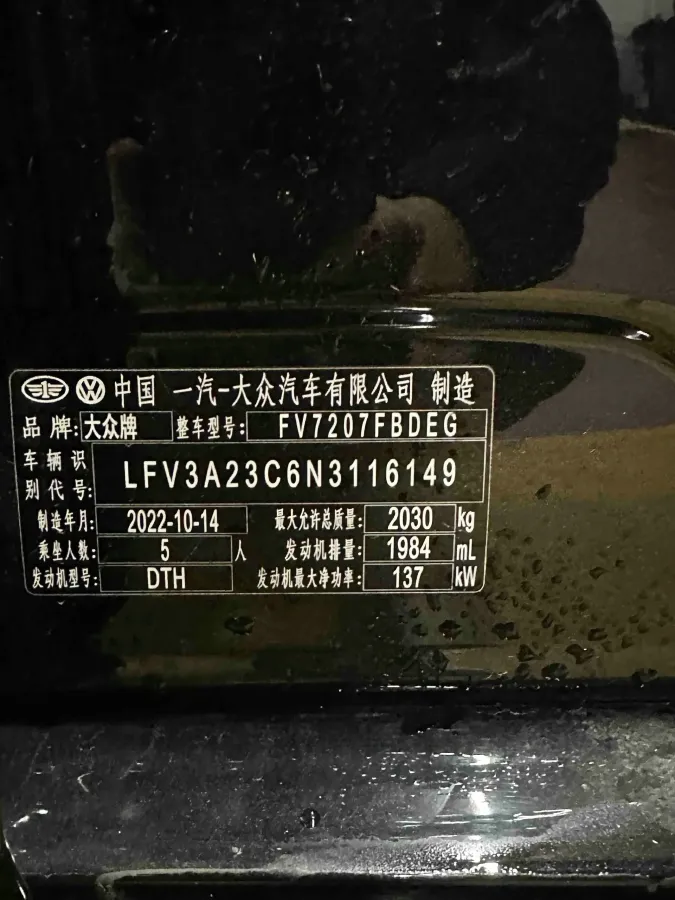 中国 一汽-大众汽车有限公司 制造
品 牌: 大众牌 整车型号: FV7207FBDEG
车辆识别代号: LFV3A23C6N3116149
制造年月: 2022-10-14 最大允许总质量: 2030 kg
乘坐人数: 5 人 发动机排量: 1984 mL
发动机型号: DTH 发动机最大净功率: 137 kW